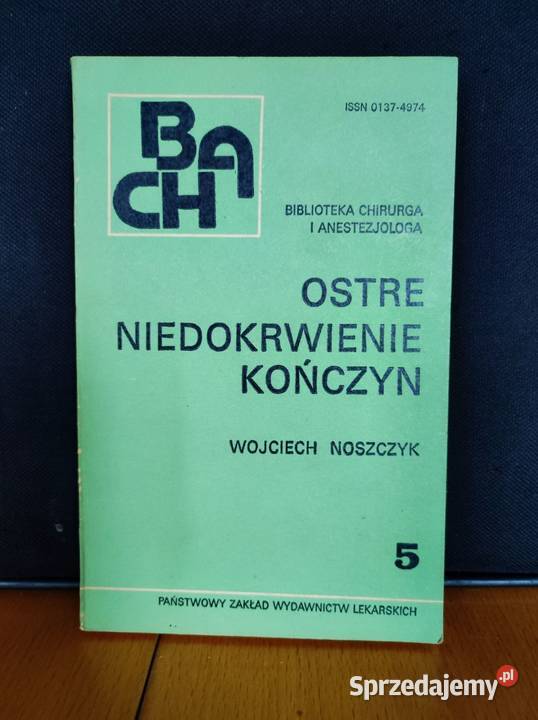 BA
CH
ISSN 0137-4974
BIBLIOTEKA CHIRURGA
I ANESTEZJOLOGA
OSTRE
NIEDOKRWIENIE
KOŃCZYN
WOJCIECH NOSZCZYK
5
PAŃSTWOWY ZAKŁAD WYDAWNICTW LEKARSKICH
Sprzedajemy.pl